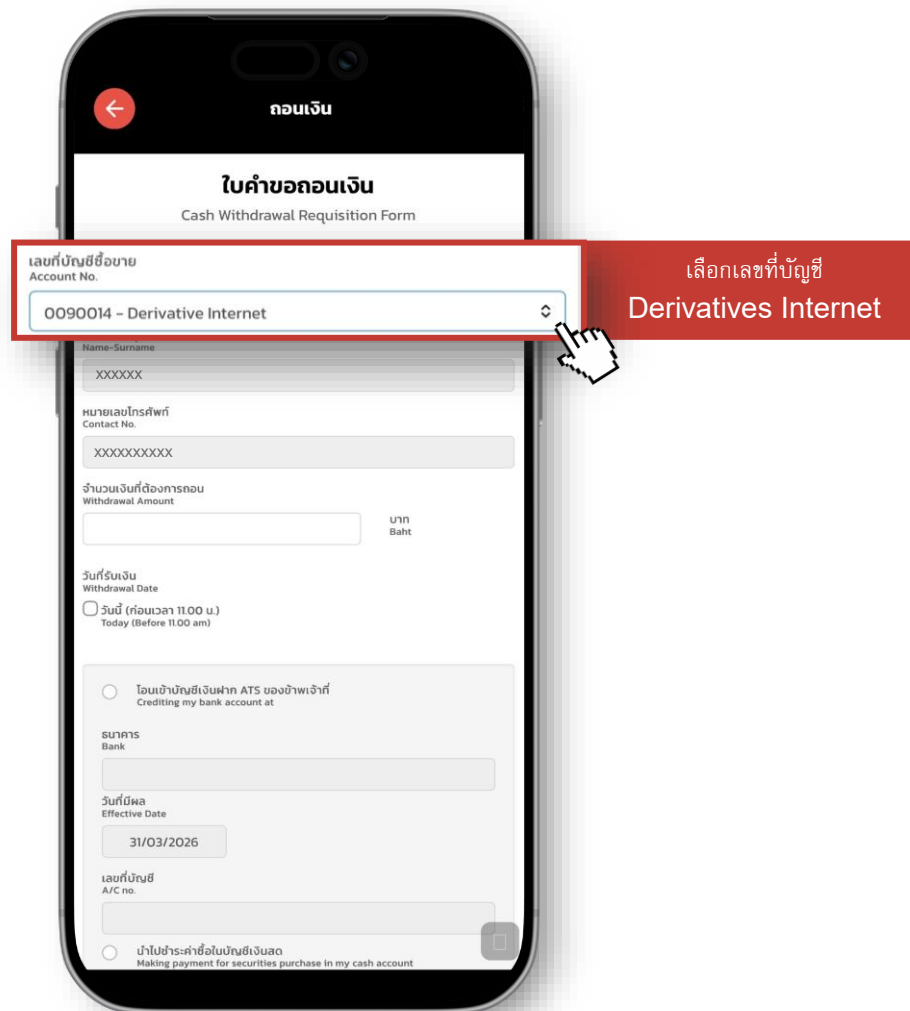 ถอนเงิน
ใบคำขอถอนเงิน
Cash Withdrawal Requisition Form
เลขที่บัญชีซื้อขาย
Account No.
0090014 - Derivative Internet
เลือกเลขที่บัญชี
Derivatives Internet
Name-Surname
XXXXXX
หมายเลขโทรศัพท์
Contact No.
XXXXXXXXXX
จำนวนเงินที่ต้องการถอน
Withdrawal Amount
บาท
Baht
วันที่รับเงิน
Withdrawal Date
วันนี้ (ก่อนเวลา 11.00 น.)
Today (Before 11.00 am)
โอนเข้าบัญชีเงินฝาก ATS ของข้าพเจ้าที่
Crediting my bank account at
ธนาคาร
Bank
วันที่มีผล
Effective Date
31/03/2026
เลขที่บัญชี
A/C no.
นำไปชำระค่าซื้อในบัญชีเงินสด
Making payment for securities purchase in my cash account